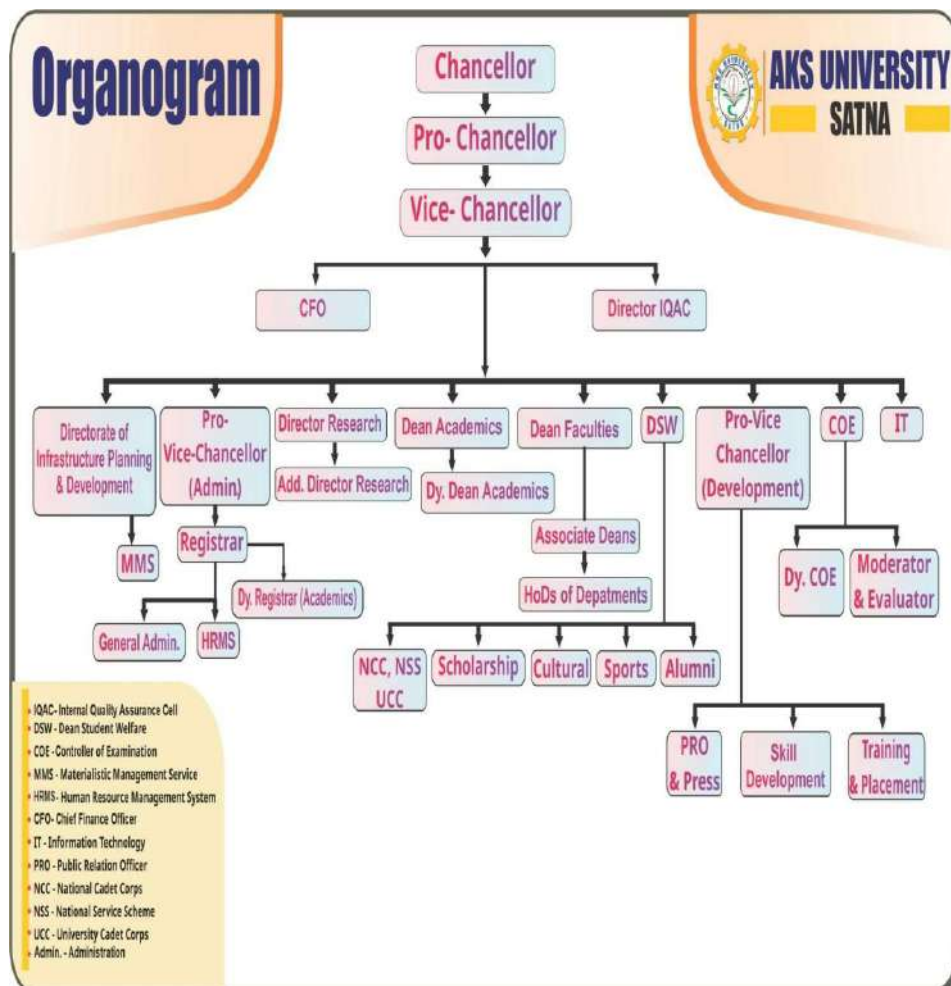 Organogram
AKS UNIVERSITY
SATNA
Chancellor
Pro- Chancellor
Vice- Chancellor
CFO
Director IQAC
Directorate of
Infrastructure Planning
& Development
MMS
Pro-
Vice-Chancellor
(Admin)
Registrar
Dy. Registrar (Academics)
General Admin.
HRMS
Director Research
Add. Director Research
Dean Academics
Dy. Dean Academics
Dean Faculties
Associate Deans
HoDs of Depatments
DSW
NCC, NSS
UCC
Scholarship
Cultural
Sports
Alumni
Pro-Vice
Chancellor
(Development)
PRO
& Press
Skill
Development
Training
& Placement
COE
Dy. COE
Moderator
& Evaluator
IT
IQAC- Internal Quality Assurance Cell
DSW - Dean Student Welfare
COE - Controller of Examination
MMS - Materialistic Management Service
HRMS- Human Resource Management System
CFO- Chief Finance Officer
IT - Information Technology
PRO - Public Relation Officer
NCC - National Cadet Corps
NSS - National Service Scheme
UCC - University Cadet Corps
Admin. - Administration